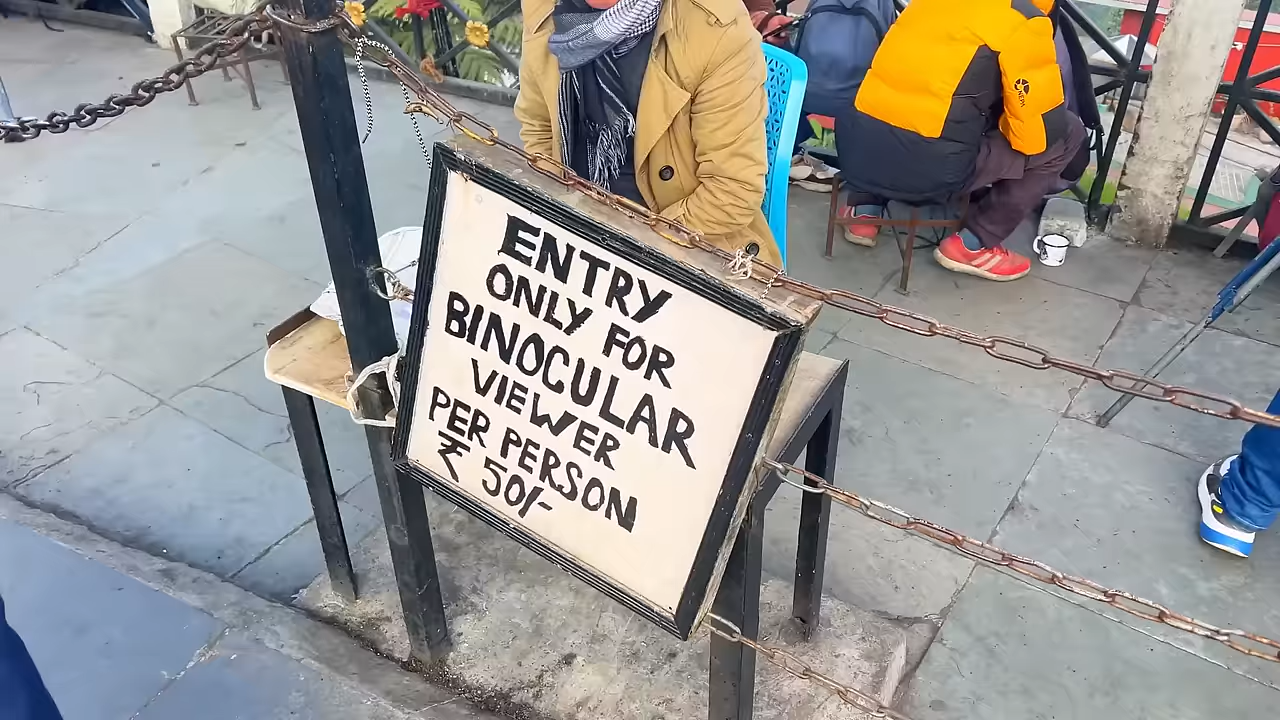 ENTRY
ONLY FOR
BINOCULAR
VIEWER
PER PERSON
₹ 50/-